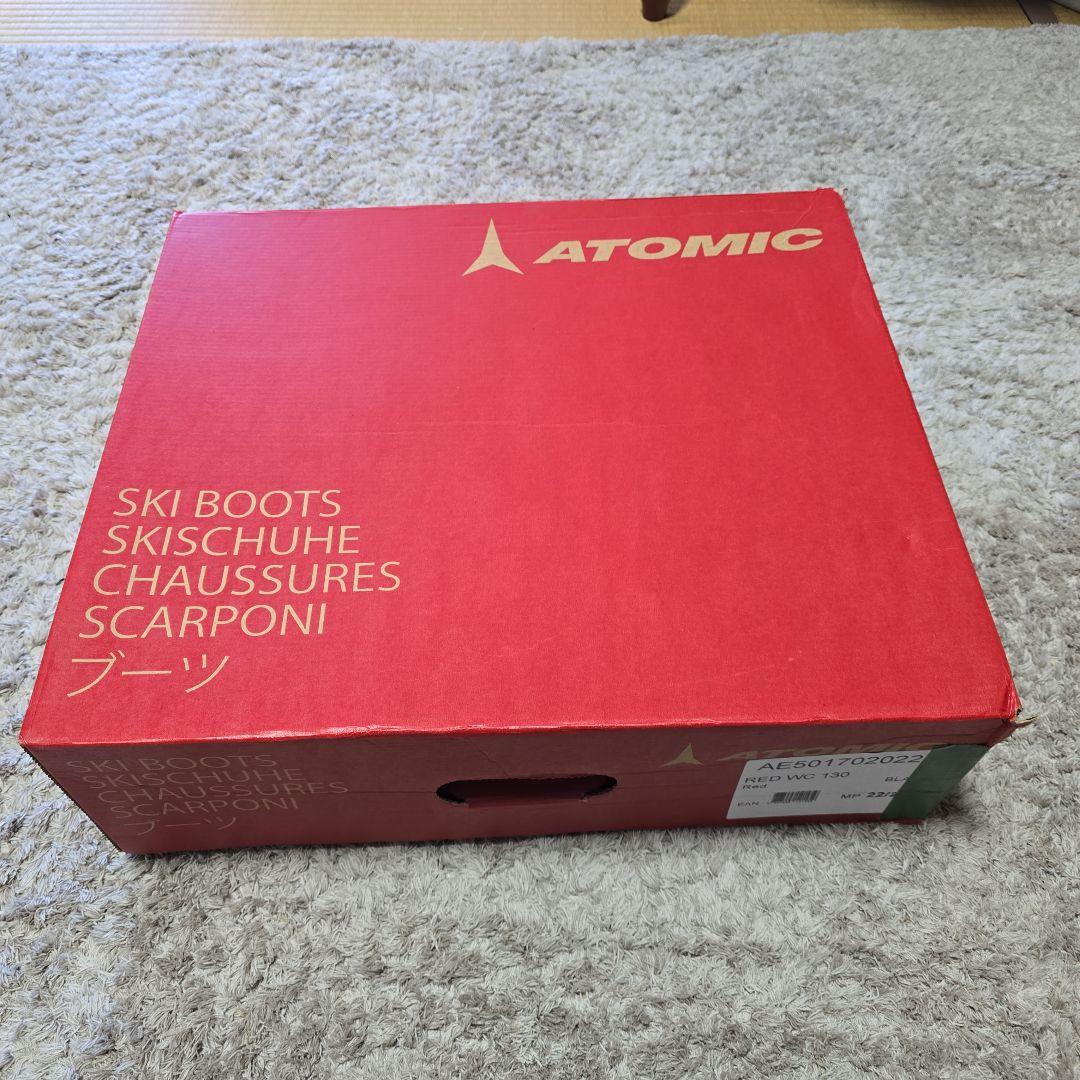 ATOMIC
SKI BOOTS
SKISCHUHE
CHAUSSURES
SCARPONI
ブーツ
SKI BOOTS
SKISCHUHE
CHAUSSURES
SCARPONI
ブーツ
ATOMIC
AE501702022
RED WC 130
Red
EAN
MP 22/